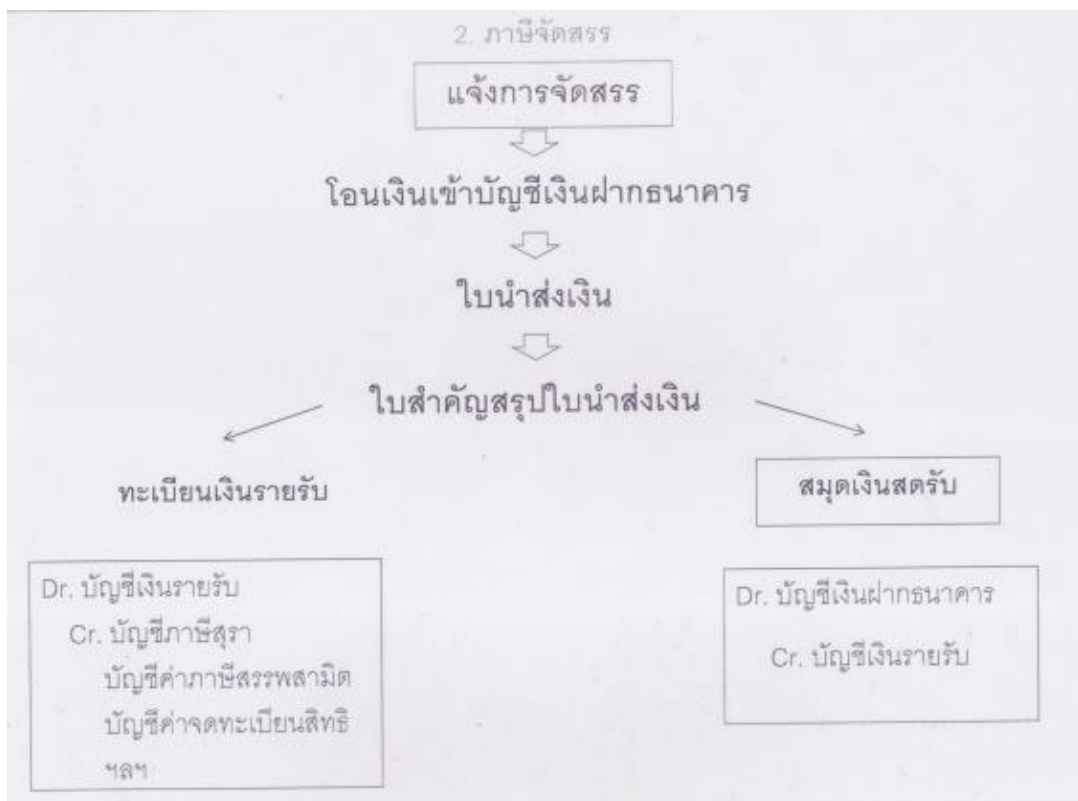 2. ภาษีจัดสรร
แจ้งการจัดสรร
โอนเงินเข้าบัญชีเงินฝากธนาคาร
ใบนำส่งเงิน
ใบสำคัญสรุปใบนำส่งเงิน
ทะเบียนเงินรายรับ
Dr. บัญชีเงินรายรับ
Cr. บัญชีภาษีสุรา
บัญชีค่าภาษีสรรพสามิต
บัญชีค่าจดทะเบียนสิทธิ
ฯลฯ
สมุดเงินสดรับ
Dr. บัญชีเงินฝากธนาคาร
Cr. บัญชีเงินรายรับ